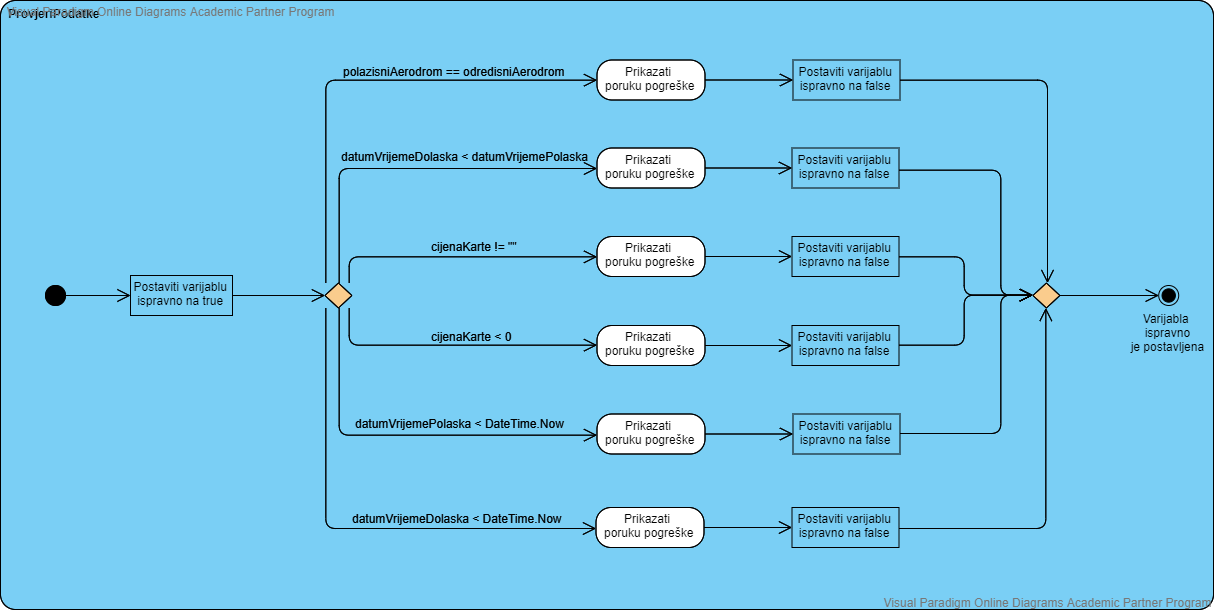 Visual Paradigm Online Diagrams Academic Partner Program
ProvjeriPodatke
polazisniAerodrom == odredisniAerodrom
Prikazati
poruku pogreške
Postaviti varijablu
ispravno na false
datumVrijemeDolaska < datumVrijemePolaska
Prikazati
poruku pogreške
Postaviti varijablu
ispravno na false
cijenaKarte != ""
Prikazati
poruku pogreške
Postaviti varijablu
ispravno na false
Postaviti varijablu
ispravno na true
Varijabla
ispravno
je postavljena
cijenaKarte < 0
Prikazati
poruku pogreške
Postaviti varijablu
ispravno na false
datumVrijemePolaska < DateTime.Now
Prikazati
poruku pogreške
Postaviti varijablu
ispravno na false
datumVrijemeDolaska < DateTime.Now
Prikazati
poruku pogreške
Postaviti varijablu
ispravno na false
Visual Paradigm Online Diagrams Academic Partner Program